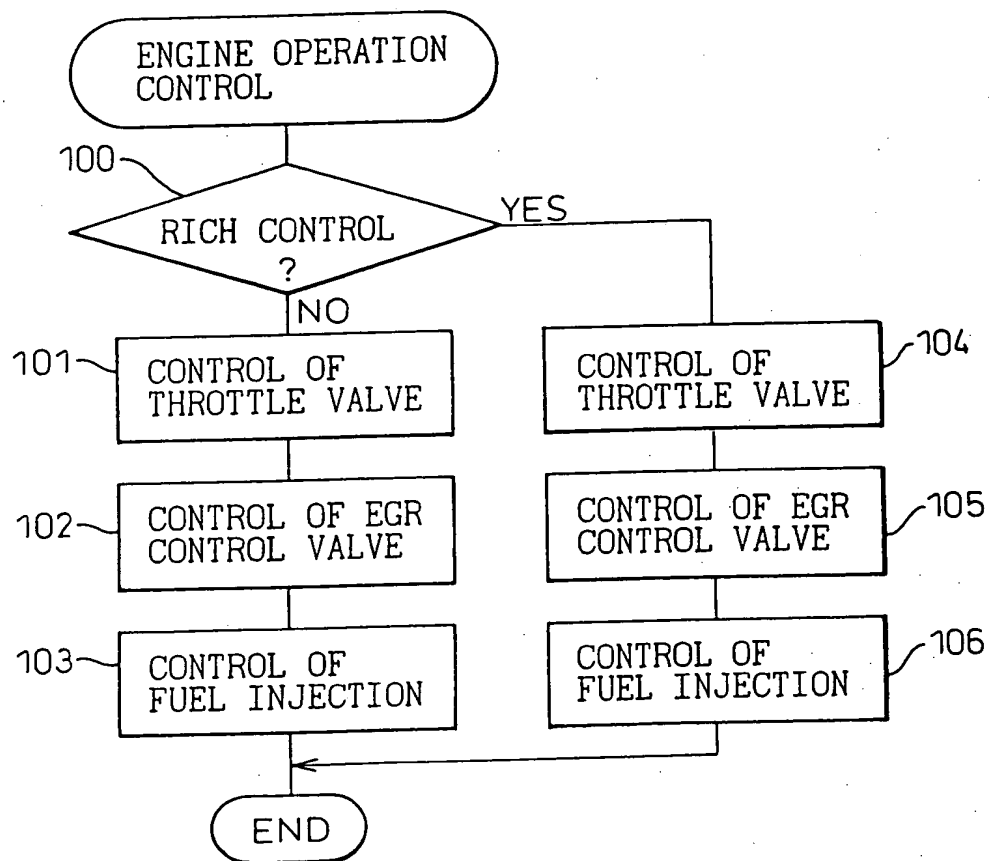 ENGINE OPERATION
CONTROL
100
RICH CONTROL
?
YES
NO
101
CONTROL OF
THROTTLE VALVE
104
CONTROL OF
THROTTLE VALVE
102
CONTROL OF EGR
CONTROL VALVE
105
CONTROL OF EGR
CONTROL VALVE
103
CONTROL OF
FUEL INJECTION
106
CONTROL OF
FUEL INJECTION
END